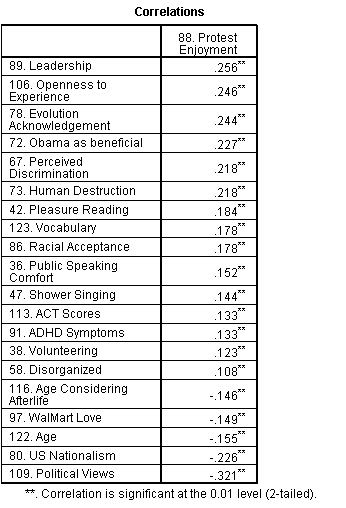 Correlations
88. Protest
Enjoyment
89. Leadership .256**
106. Openness to
Experience .246**
78. Evolution
Acknowledgement .244**
72. Obama as beneficial .227**
67. Perceived
Discrimination .218**
73. Human Destruction .218**
42. Pleasure Reading .184**
123. Vocabulary .178**
86. Racial Acceptance .178**
36. Public Speaking
Comfort .152**
47. Shower Singing .144**
113. ACT Scores .133**
91. ADHD Symptoms .133**
38. Volunteering .123**
58. Disorganized .108**
116. Age Considering
Afterlife -.146**
97. WalMart Love -.149**
122. Age -.155**
80. US Nationalism -.226**
109. Political Views -.321**
**. Correlation is significant at the 0.01 level (2-tailed).